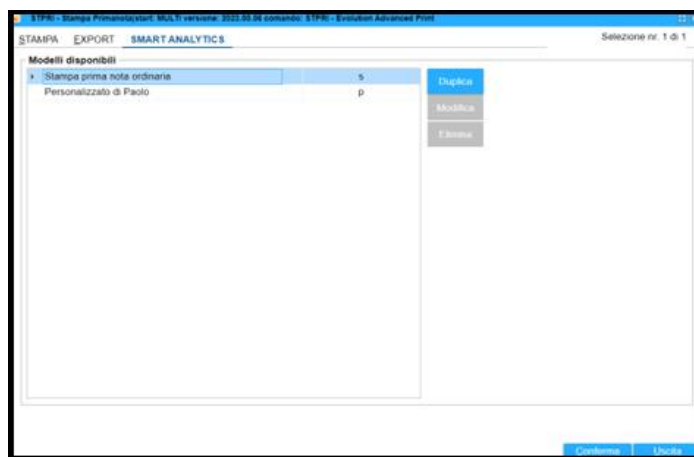 STPRI - Stampa Primanota(start: MULTI versione: 2022.00.06 comando: STPRI - Evolution Advanced Print
STAMPA EXPORT SMART ANALYTICS Selezione nr. 1 di 1
Modelli disponibili
Stampa prima nota ordinaria s
Personalizzato di Paolo p
Duplica
Modifica
Elimina
Conferma Uscita